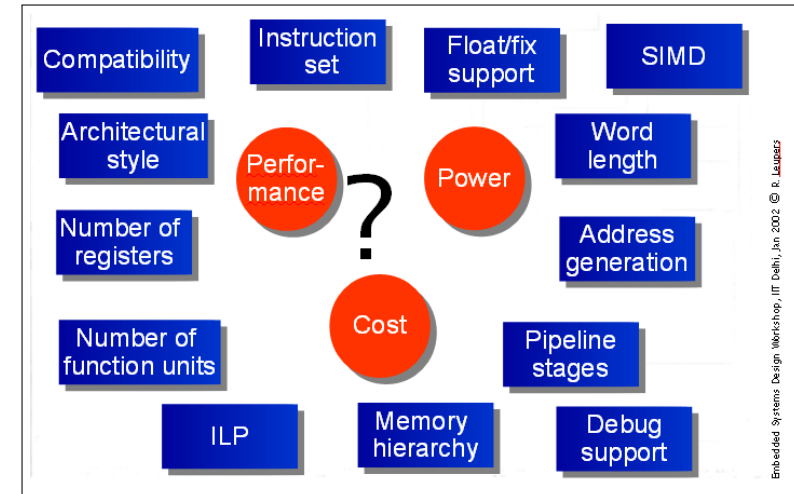 Compatibility
Instruction
set
Float/fix
support
SIMD
Architectural
style
Perfor-
mance
?
Power
Word
length
Number of
registers
Address
generation
Cost
Number of
function units
Pipeline
stages
ILP
Memory
hierarchy
Debug
support
Embedded Systems Design Workshop, IIT Delhi, Jan 2002 © R. Leupers